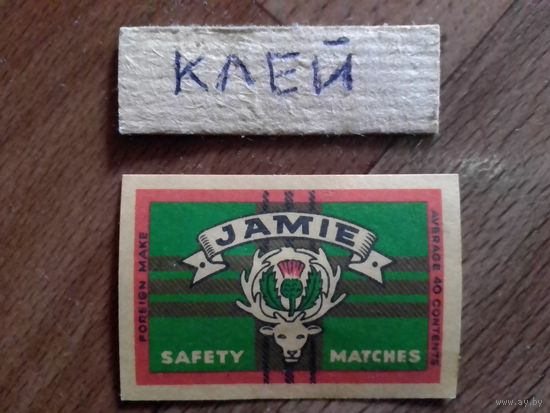 КЛЕЙ
JAMIE
FOREIGN MAKE
AVERAGE 40 CONTENTS
SAFETY MATCHES
www.ay.by